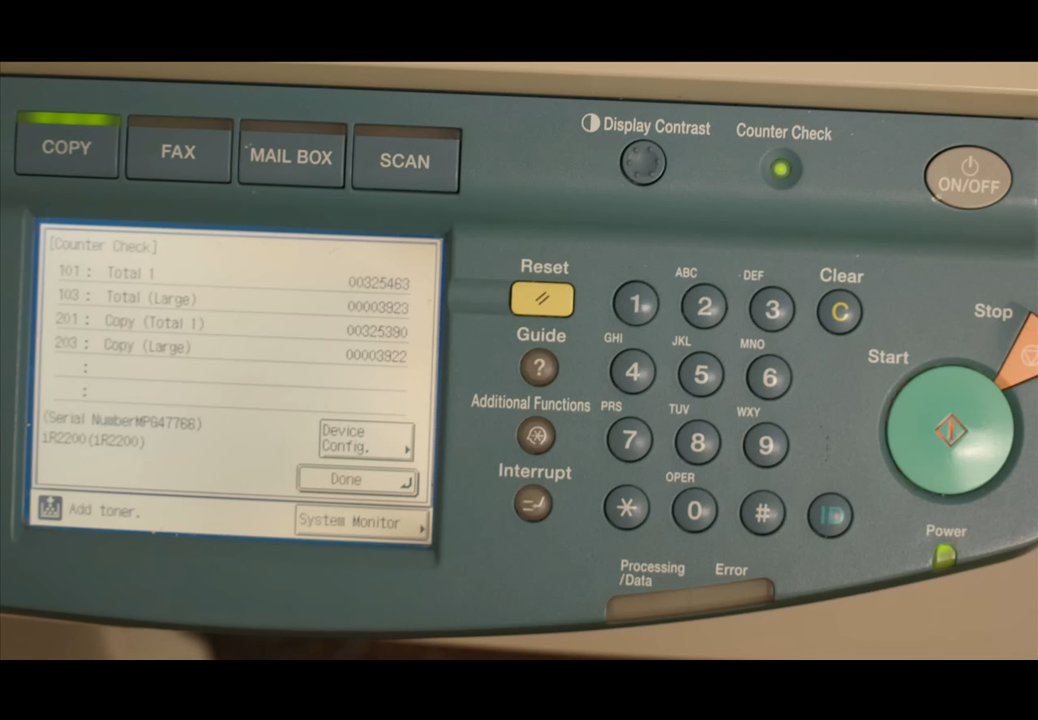 Display Contrast
Counter Check
COPY
FAX
MAIL BOX
SCAN
ON/OFF
[Counter Check]
101 : Total 1 00325463
103 : Total (Large) 00003923
201 : Copy (Total 1) 00325390
203 : Copy (Large) 00003922
:
:
(Serial NumberMPG47766)
iR2200(iR2200)
Device
Config.
Done
Add toner.
System Monitor
Reset
Guide
?
Additional Functions
Interrupt
ABC
DEF
Clear
1
2
3
C
GHI
JKL
MNO
4
5
6
PRS
TUV
WXY
7
8
9
OPER
*
0
#
ID
Stop
Start
Power
Processing
/Data
Error